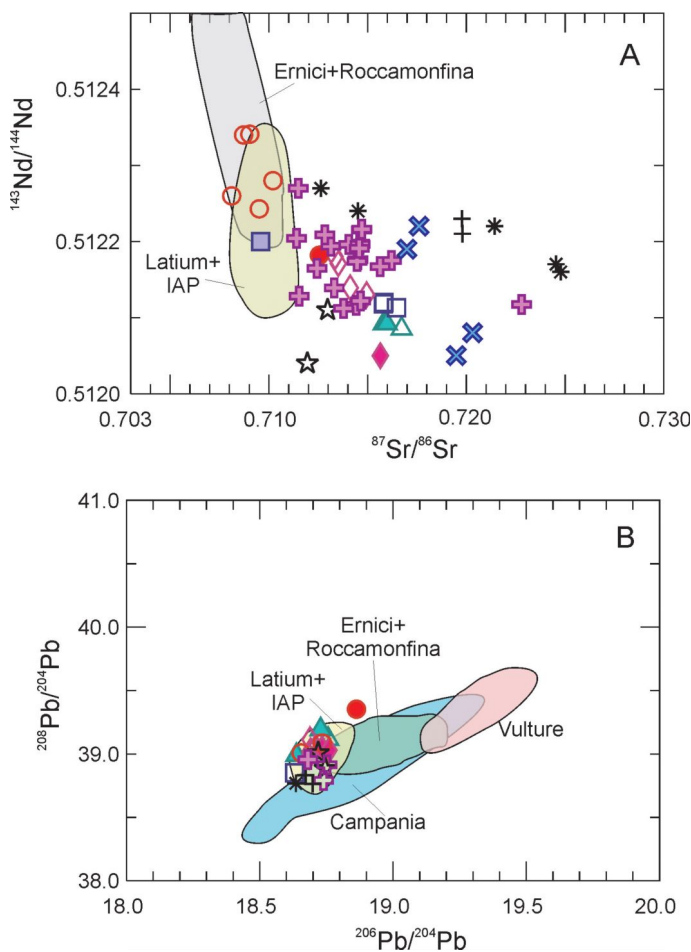 A
0.5124
Ernici+Roccamonfina
¹⁴³Nd/¹⁴⁴Nd
0.5122
Latium+
IAP
0.5120
0.703
0.710
0.720
0.730
⁸⁷Sr/⁸⁶Sr
41.0
B
40.0
Ernici+
Roccamonfina
Latium+
IAP
²⁰⁸Pb/²⁰⁴Pb
Vulture
39.0
Campania
38.0
18.0
18.5
19.0
19.5
20.0
²⁰⁶Pb/²⁰⁴Pb